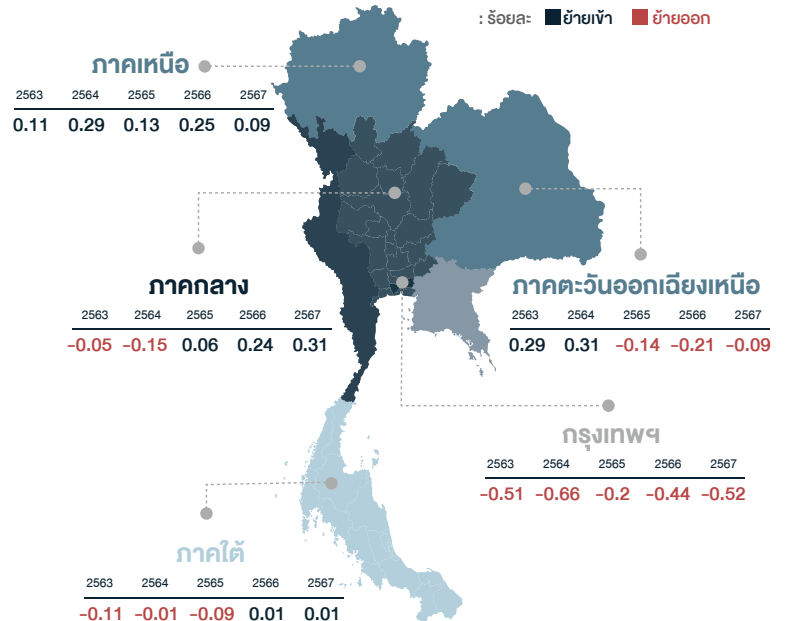 : ร้อยละ ย้ายเข้า ย้ายออก
ภาคเหนือ
2563 2564 2565 2566 2567
0.11 0.29 0.13 0.25 0.09
ภาคกลาง
2563 2564 2565 2566 2567
-0.05 -0.15 0.06 0.24 0.31
ภาคตะวันออกเฉียงเหนือ
2563 2564 2565 2566 2567
0.29 0.31 -0.14 -0.21 -0.09
กรุงเทพฯ
2563 2564 2565 2566 2567
-0.51 -0.66 -0.2 -0.44 -0.52
ภาคใต้
2563 2564 2565 2566 2567
-0.11 -0.01 -0.09 0.01 0.01